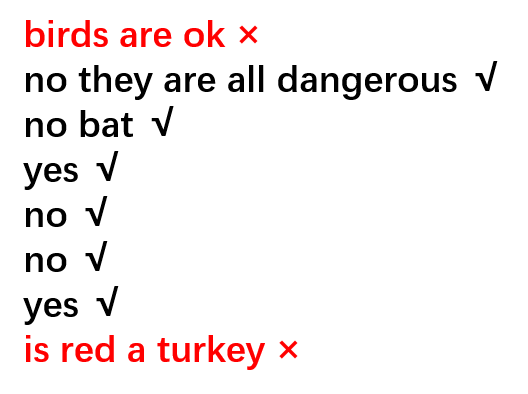 birds are ok ×
no they are all dangerous √
no bat √
yes √
no √
no √
yes √
is red a turkey ×